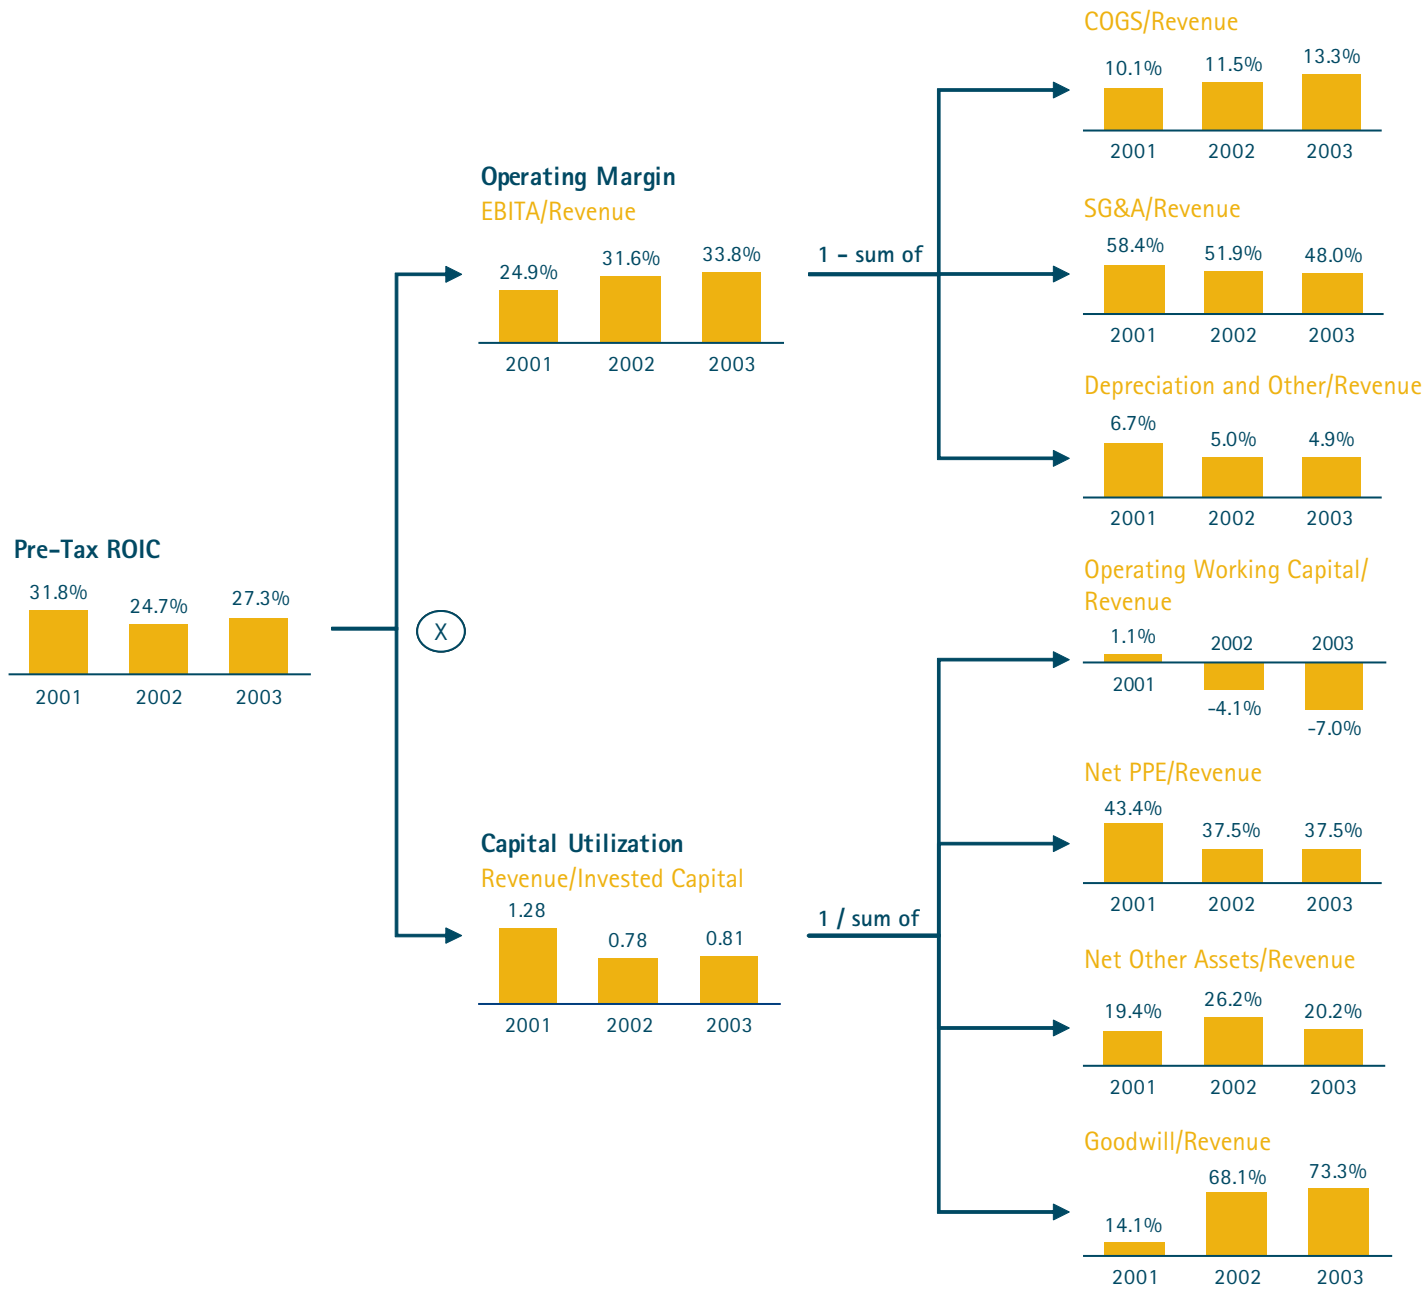 COGS/Revenue
10.1% 11.5% 13.3%
2001 2002 2003
Operating Margin
EBITA/Revenue
24.9% 31.6% 33.8%
2001 2002 2003
1 - sum of
SG&A/Revenue
58.4% 51.9% 48.0%
2001 2002 2003
Depreciation and Other/Revenue
6.7% 5.0% 4.9%
2001 2002 2003
Pre-Tax ROIC
31.8% 24.7% 27.3%
2001 2002 2003
X
Operating Working Capital/
Revenue
1.1% 2002 2003
2001 -4.1% -7.0%
Net PPE/Revenue
43.4% 37.5% 37.5%
2001 2002 2003
Capital Utilization
Revenue/Invested Capital
1.28 0.78 0.81
2001 2002 2003
1 / sum of
Net Other Assets/Revenue
19.4% 26.2% 20.2%
2001 2002 2003
Goodwill/Revenue
14.1% 68.1% 73.3%
2001 2002 2003